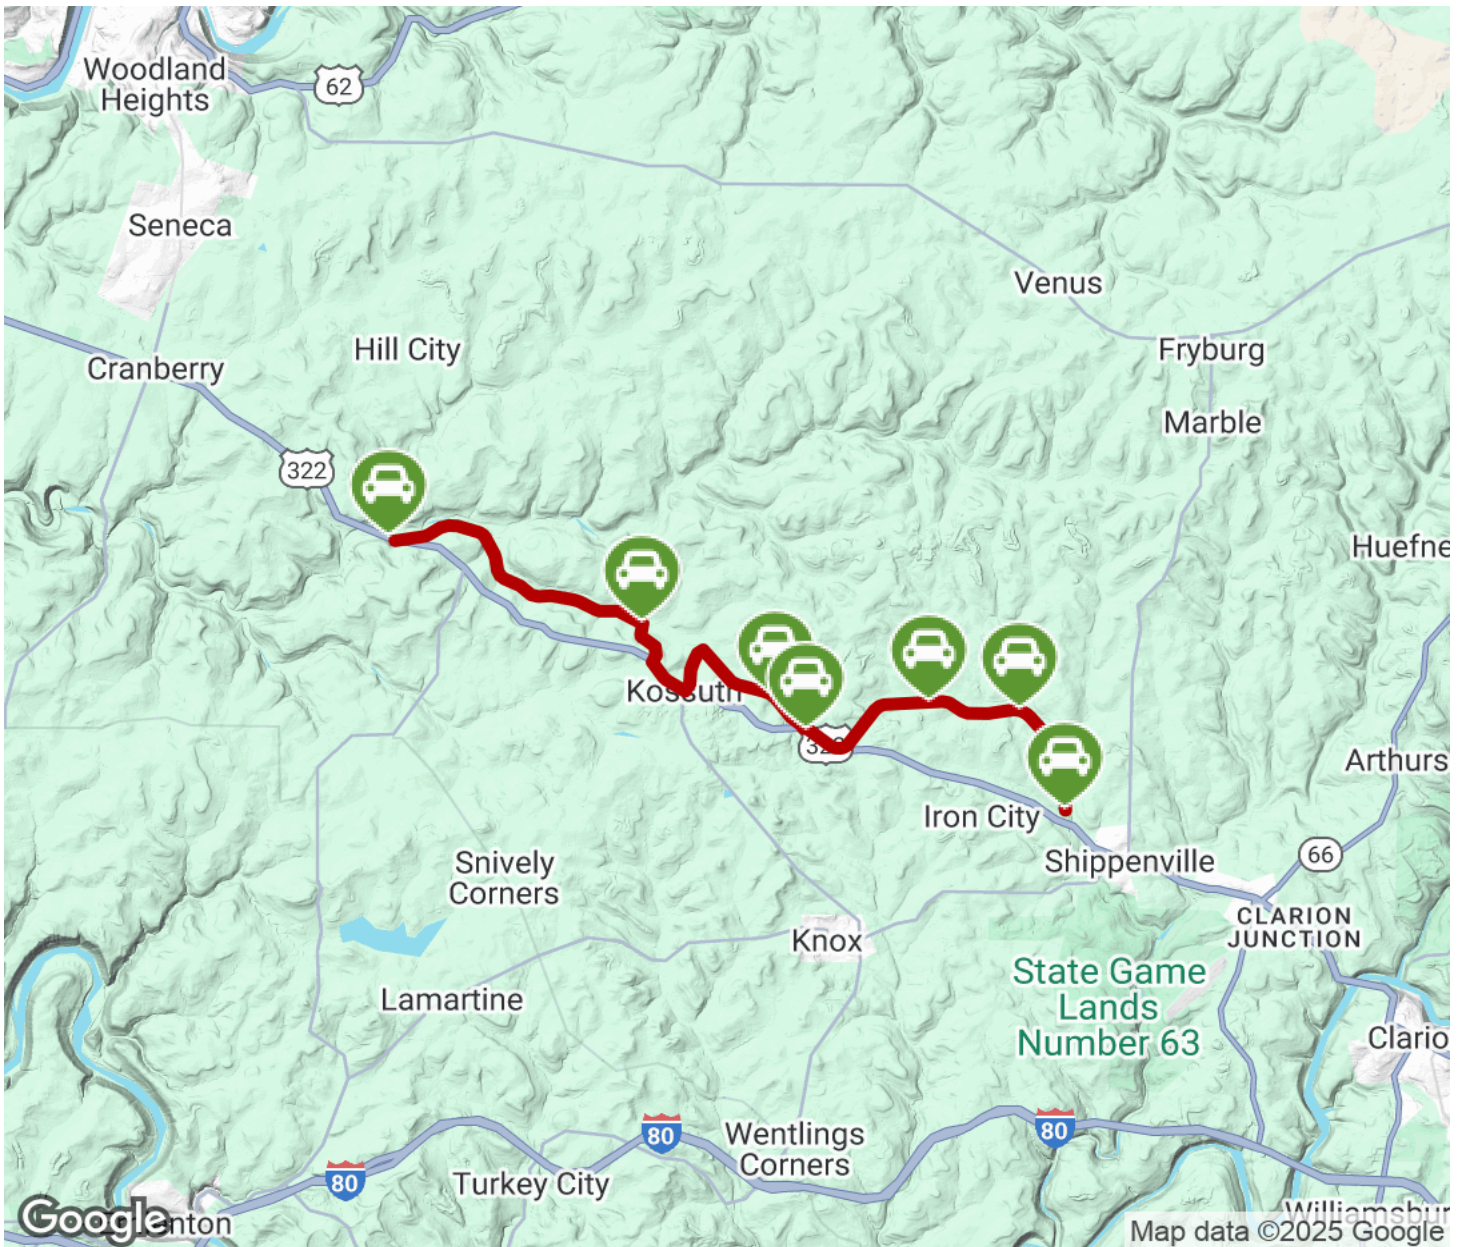 Woodland
Heights
62
Seneca
Venus
Hill City
Cranberry
Fryburg
Marble
322
Huefne
Kossuth
Arthurs
Iron City
Shippenville
66
Snively
Corners
CLARION
JUNCTION
Knox
State Game
Lands
Number 63
Lamartine
Clario
80
80
Wentlings
Corners
80
Turkey City
Williamsbur
Google
nton
Map data ©2025 Google